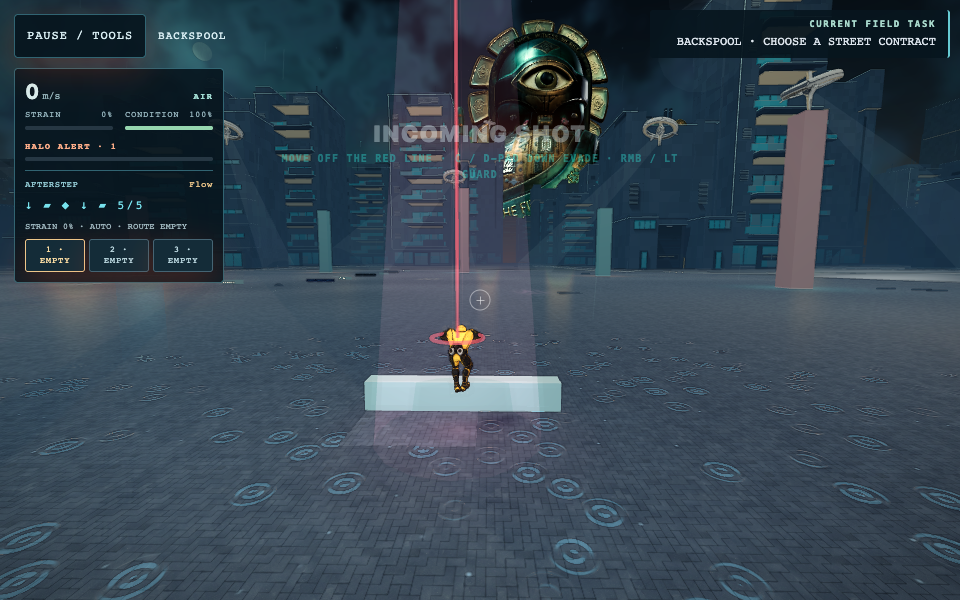 PAUSE / TOOLS
BACKSPOOL
CURRENT FIELD TASK
BACKSPOOL · CHOOSE A STREET CONTRACT
0 m/s
AIR
STRAIN 0%
CONDITION 100%
HALO ALERT · 1
AFTERSTEP
Flow
5/5
STRAIN 0% · AUTO · ROUTE EMPTY
1 · EMPTY
2 · EMPTY
3 · EMPTY
INCOMING SHOT
MOVE OFF THE RED LINE · / D-PAD DOWN EVADE · RMB / LT
GUARD